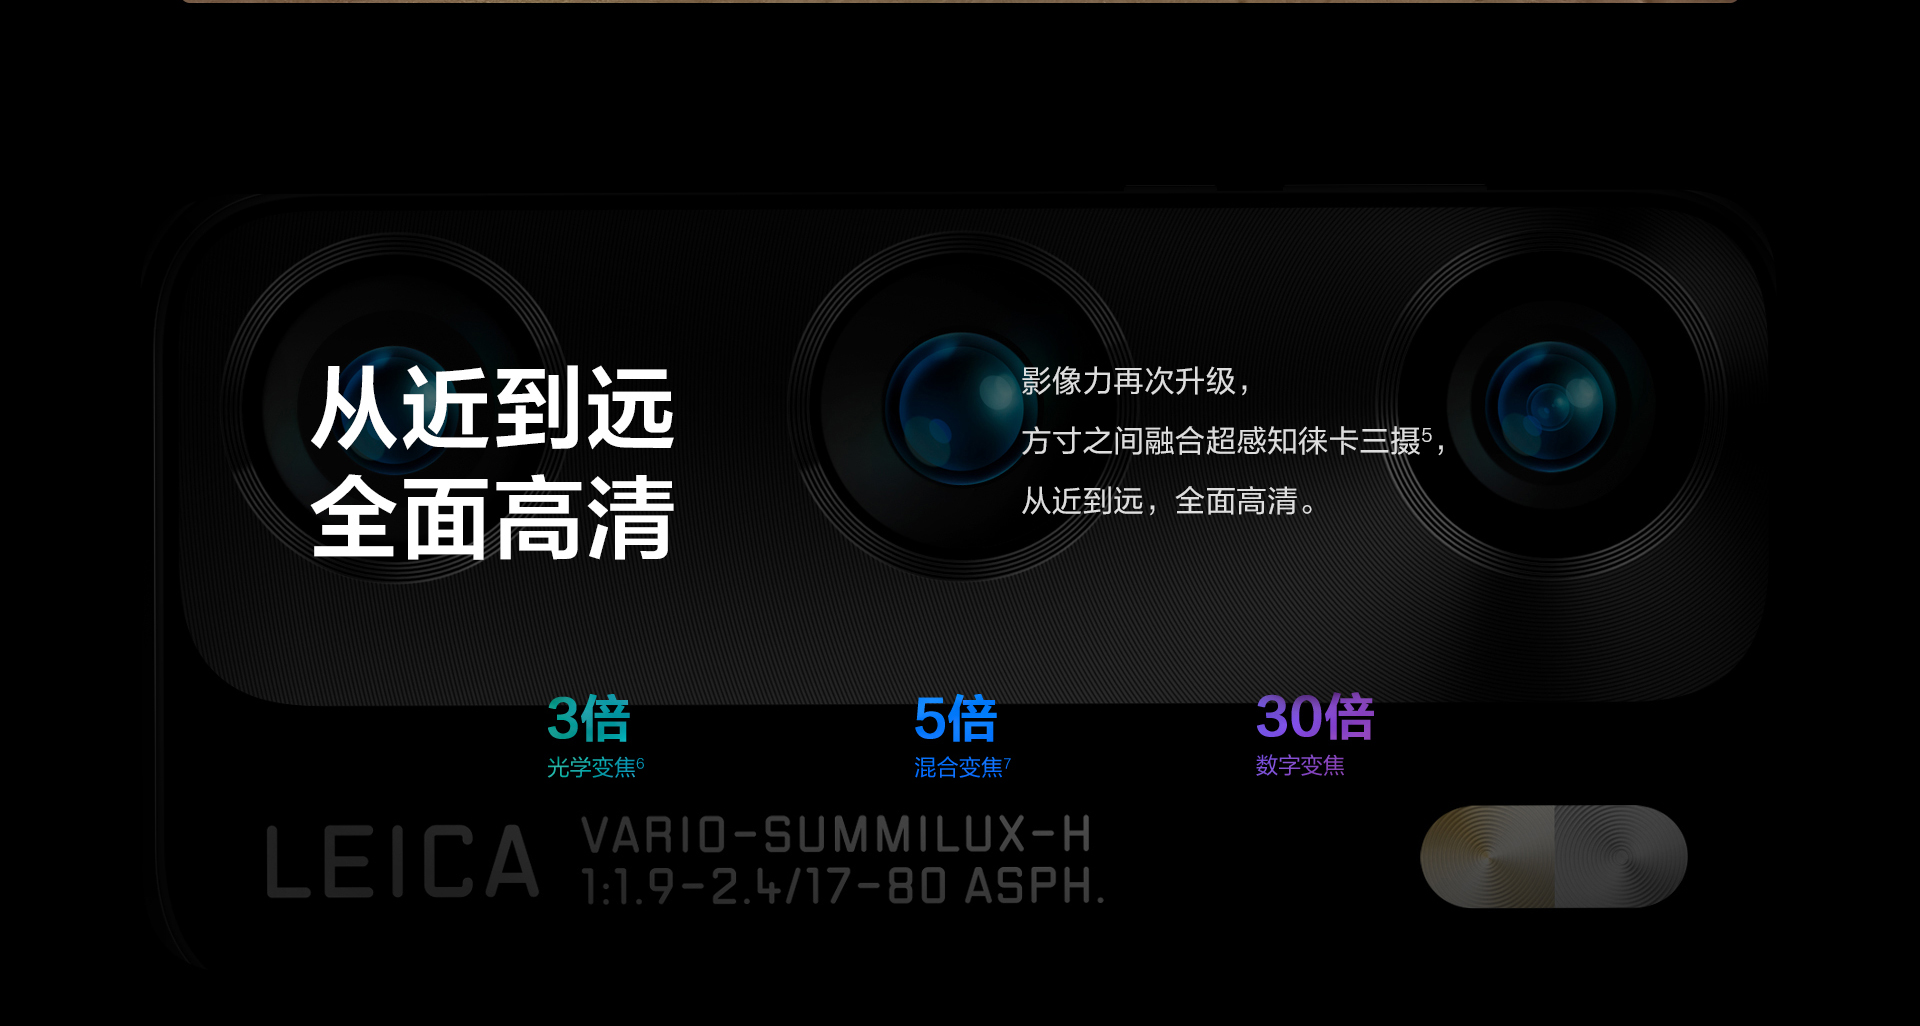 从近到远
全面高清
影像力再次升级，
方寸之间融合超感知徕卡三摄5，
从近到远，全面高清。
3倍
光学变焦6
5倍
混合变焦7
30倍
数字变焦
LEICA
VARIO-SUMMILUX-H
1:1.9-2.4/17-80 ASPH.